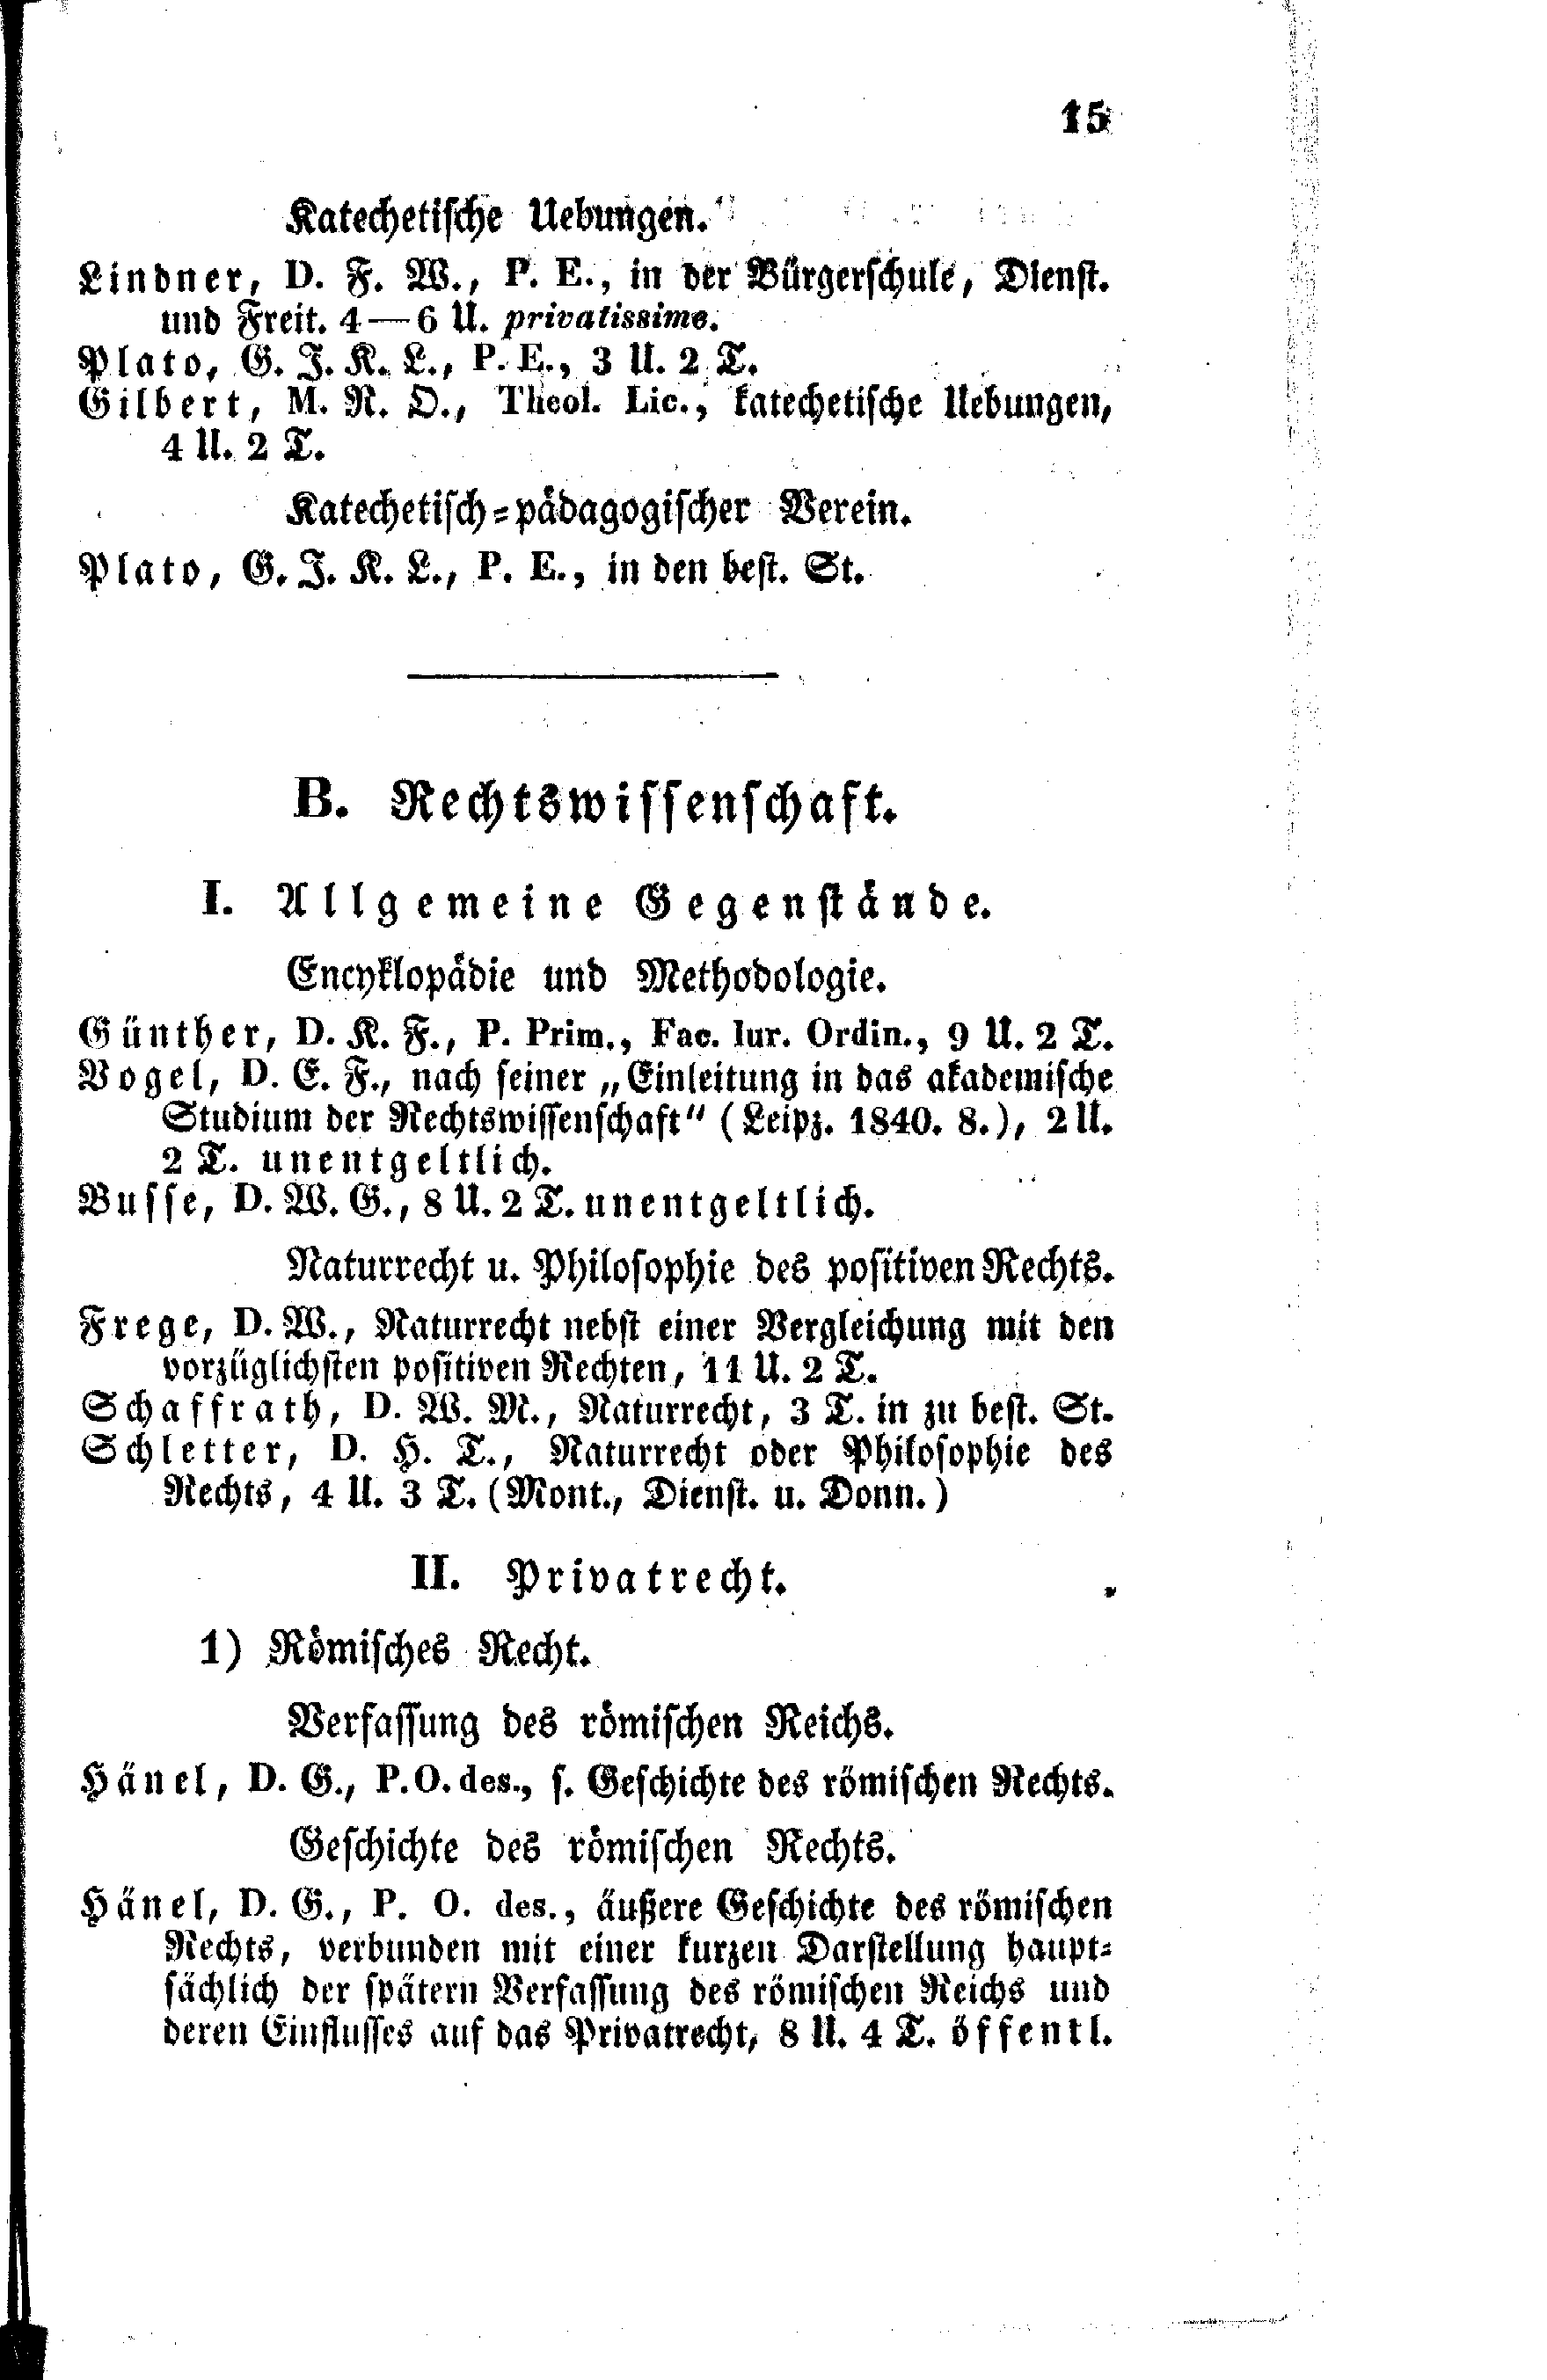 15
Katechetische Uebungen.
Lindner, D. F. W., P. E., in der Bürgerschule, Dienst.
und Freit. 4—6 U. privatissime.
Plato, G. J. K. L., P. E., 3 U. 2 T.
Gilbert, M. R. O., Theol. Lic., katechetische Uebungen,
4 U. 2 T.
Katechetisch-pädagogischer Verein.
Plato, G. J. K. L., P. E., in den best. St.
B. Rechtswissenschaft.
I. Allgemeine Gegenstände.
Encyklopädie und Methodologie.
Günther, D. K. F., P. Prim., Fac. Iur. Ordin., 9 U. 2 T.
Vogel, D. E. F., nach seiner „Einleitung in das akademische
Studium der Rechtswissenschaft“ (Leipz. 1840. 8.), 2 U.
2 T. unentgeltlich.
Busse, D. W. G., 8 U. 2 T. unentgeltlich.
Naturrecht u. Philosophie des positiven Rechts.
Frege, D. W., Naturrecht nebst einer Vergleichung mit den
vorzüglichsten positiven Rechten, 11 U. 2 T.
Schaffrath, D. W. M., Naturrecht, 3 T. in zu best. St.
Schletter, D. H. T., Naturrecht oder Philosophie des
Rechts, 4 U. 3 T. (Mont., Dienst. u. Donn.)
II. Privatrecht.
1) Römisches Recht.
Verfassung des römischen Reichs.
Hänel, D. G., P. O. des., s. Geschichte des römischen Rechts.
Geschichte des römischen Rechts.
Hänel, D. G., P. O. des., äußere Geschichte des römischen
Rechts, verbunden mit einer kurzen Darstellung haupt-
sächlich der spätern Verfassung des römischen Reichs und
deren Einflusses auf das Privatrecht, 8 U. 4 T. öffentl.